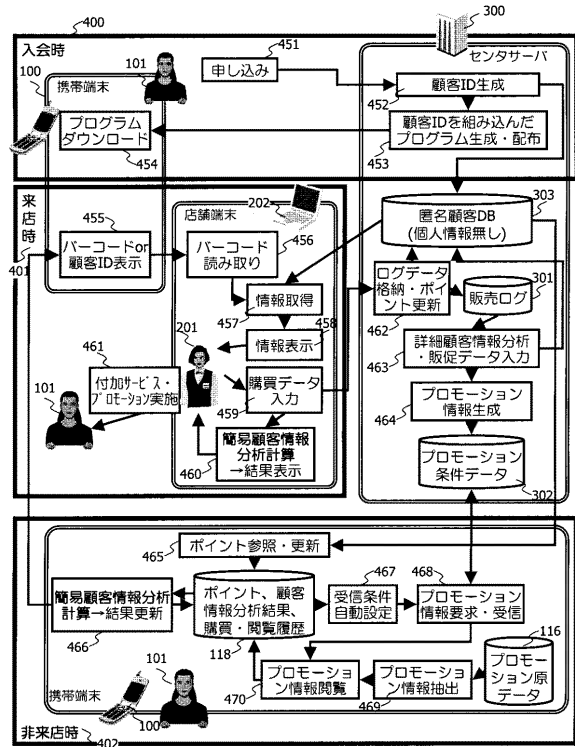 400
300
入会時
451
センタサーバ
101
100
携帯端末
申し込み
顧客ID生成
452
プログラム
ダウンロード
454
顧客IDを組み込んだ
プログラム生成・配布
453
来店時
401
202
店舗端末
455
バーコードor
顧客ID表示
バーコード
読み取り
456
匿名顧客DB
(個人情報無し)
303
情報取得
457
ログデータ
格納・ポイ
ント更新
462
販売ログ
301
458
情報表示
201
461
付加サービス・
プロモーション実施
101
購買データ
入力
459
詳細顧客情報分析
・販促データ入力
463
プロモーション
情報生成
464
簡易顧客情報
分析計算
→結果表示
460
プロモーション
条件データ
302
ポイント参照・更新
465
467
468
簡易顧客情報分析
計算→結果更新
466
ポイント、顧客
情報分析結果、
購買・閲覧履歴
118
受信条件
自動設定
プロモーション
情報要求・受信
116
プロモー
ション原
データ
101
プロモーショ
ン情報閲覧
470
プロモーショ
ン情報抽出
469
携帯端末
100
非来店時
402